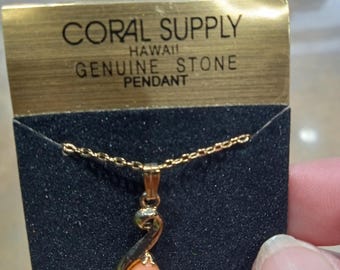 CORAL SUPPLY
HAWAII
GENUINE STONE
PENDANT